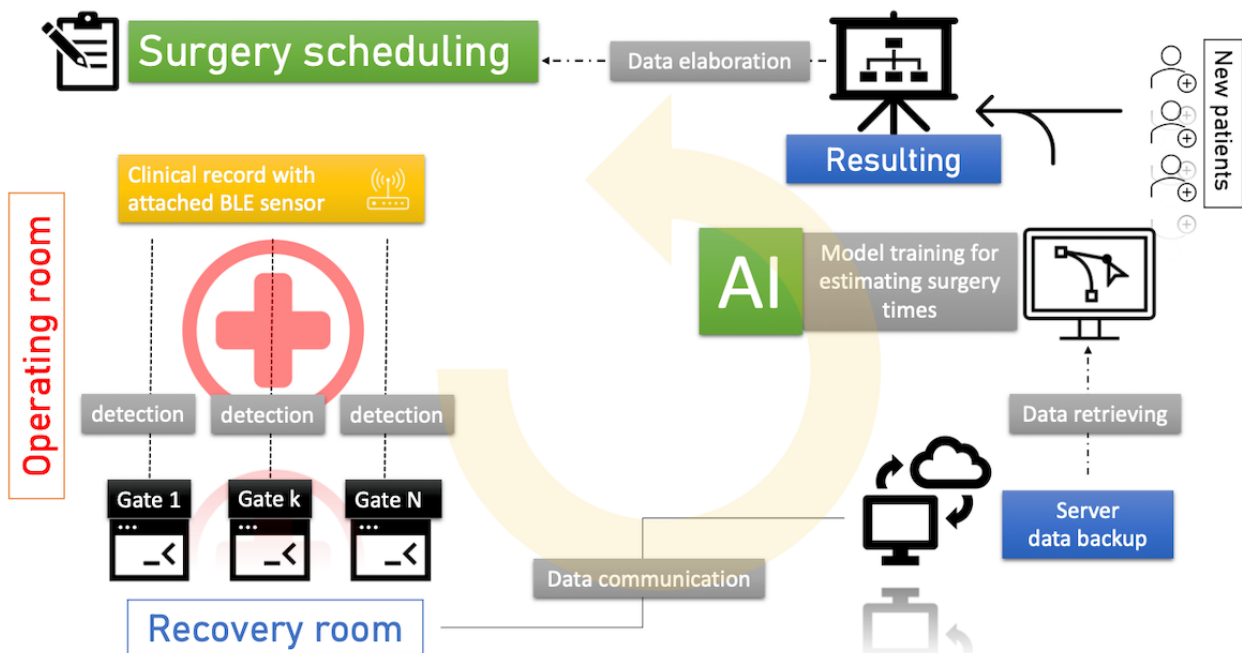 Surgery scheduling
Data elaboration
Resulting
New patients
Clinical record with
attached BLE sensor
Operating room
AI
Model training for
estimating surgery
times
detection
detection
detection
Data retrieving
Gate 1
Gate k
Gate N
Server
data backup
Data communication
Recovery room